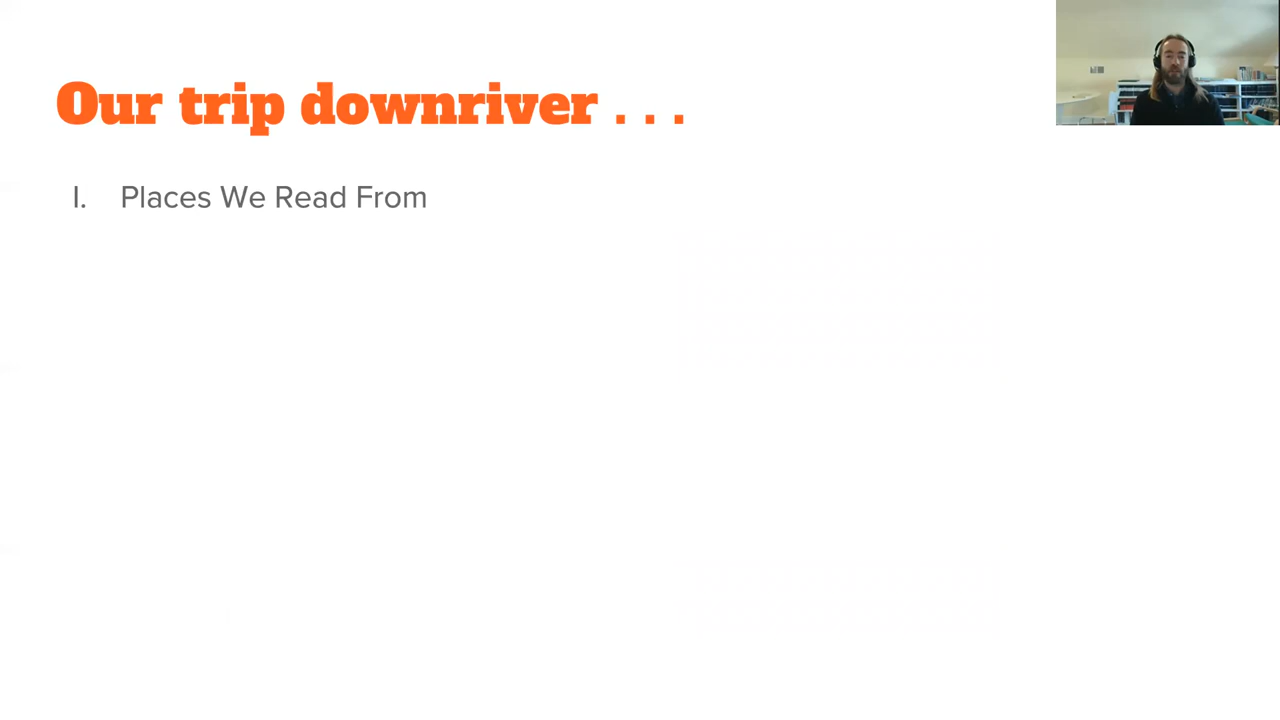 Our trip downriver . . .
I. Places We Read From